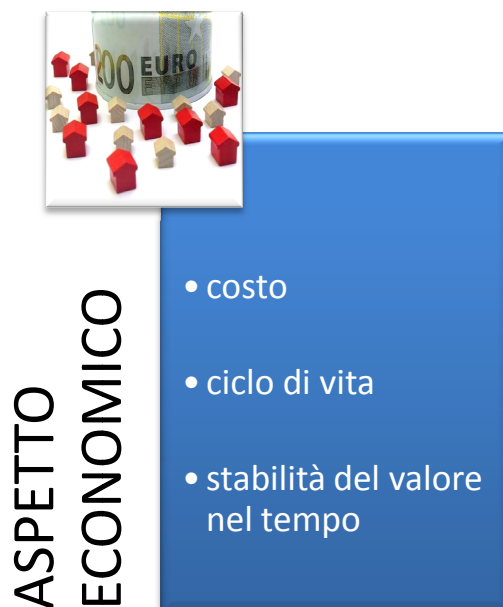 200 EURO
ASPETTO
ECONOMICO
• costo
• ciclo di vita
• stabilità del valore
nel tempo